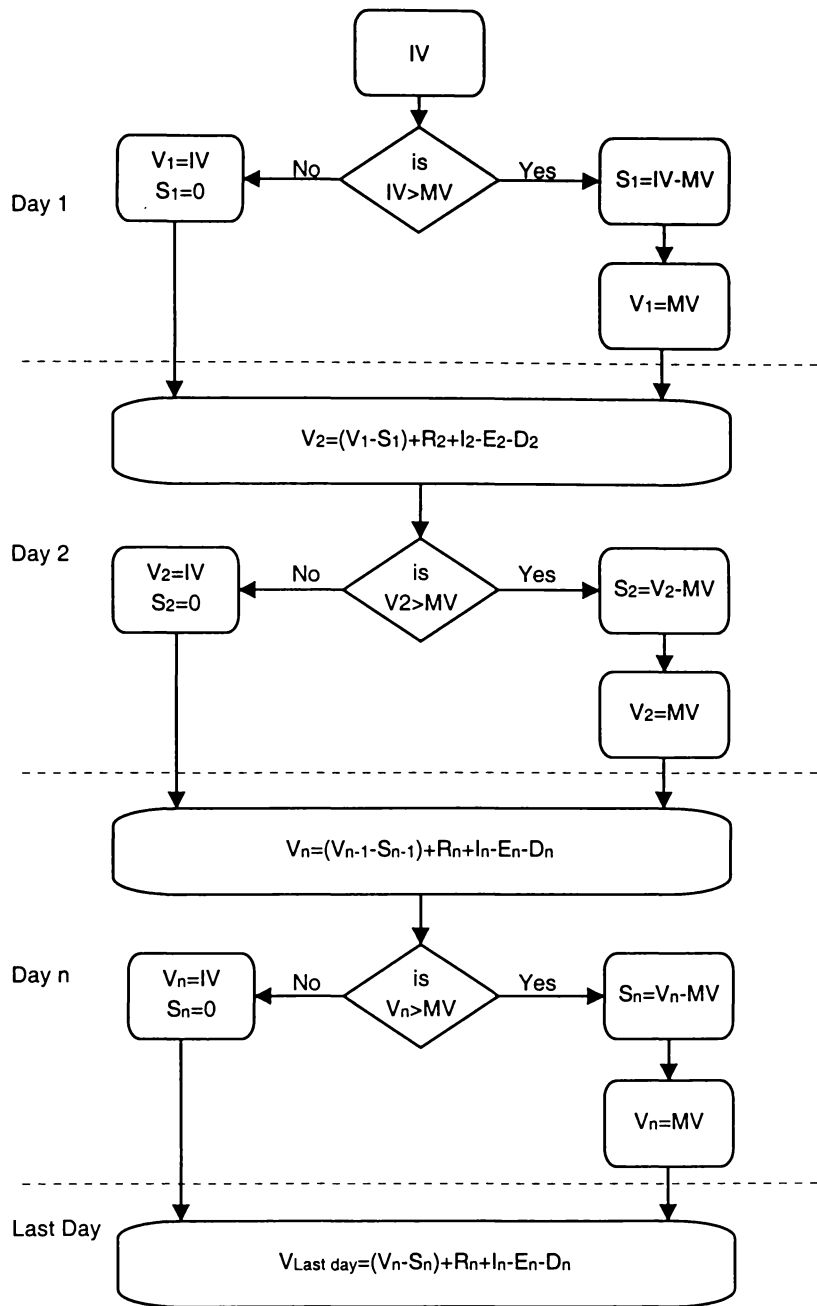 IV
Day 1
V1=IV
S1=0
No
is
IV>MV
Yes
S1=IV-MV
V1=MV
V2=(V1-S1)+R2+I2-E2-D2
Day 2
V2=IV
S2=0
No
is
V2>MV
Yes
S2=V2-MV
V2=MV
Vn=(Vn-1-Sn-1)+Rn+In-En-Dn
Day n
Vn=IV
Sn=0
No
is
Vn>MV
Yes
Sn=Vn-MV
Vn=MV
Last Day
VLast day=(Vn-Sn)+Rn+In-En-Dn